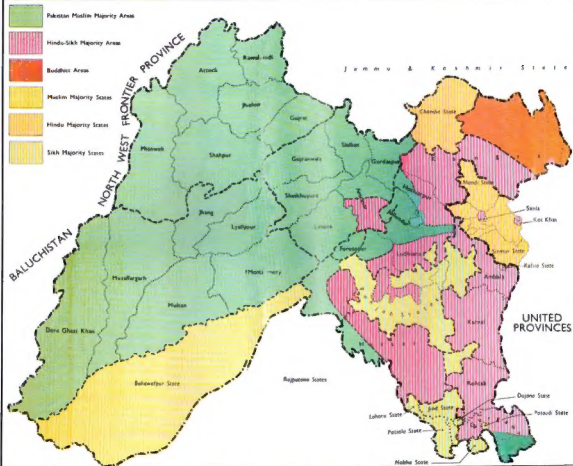 Pakistan Muslim Majority Areas
Hindu-Sikh Majority Areas
Buddhist Areas
Muslim Majority States
Hindu Majority States
Sikh Majority States
NORTH WEST FRONTIER PROVINCE
BALUCHISTAN
Jammu & Kashmir State
UNITED
PROVINCES
Rajputana States
Attock
Rawalpindi
Jhelum
Gujrat
Mianwali
Shahpur
Gujranwala
Sialkot
Gurdaspur
Sheikhupura
Lahore
Jhang
Lyallpur
Montgomery
Ferozepur
Muzaffargarh
Multan
Dera Ghazi Khan
Bahawalpur State
Chamba State
Mandi State
Simla
Kot Khai
Sirmur State
Kalsia State
Ludhiana
Ambala
Karnal
Rohtak
Jind State
Loharu State
Patiala State
Nabha State
Dujana State
Pataudi State